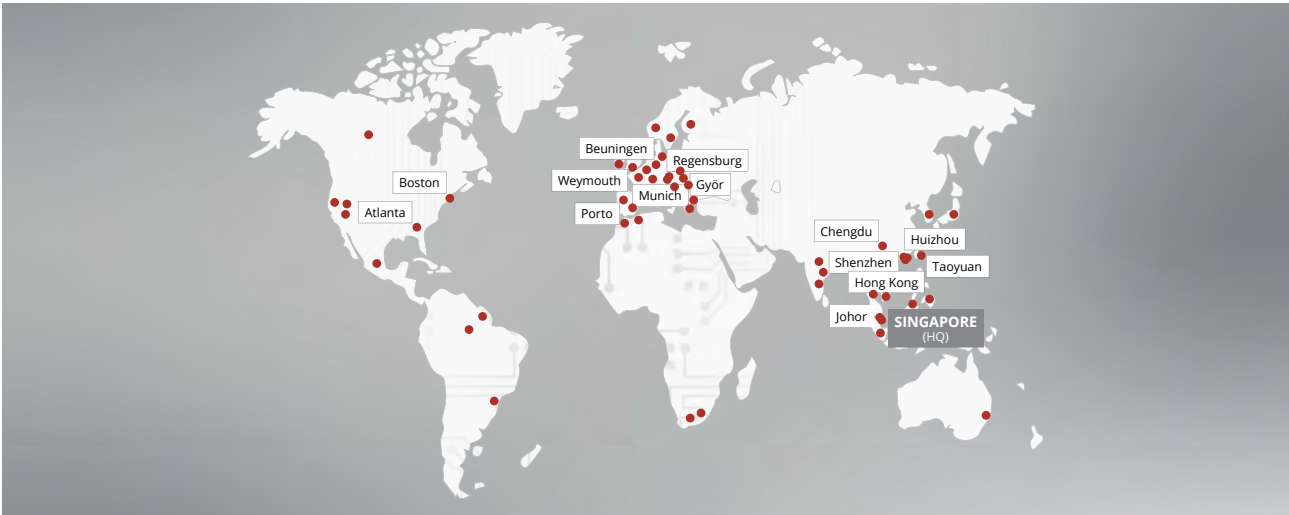 Beuningen
Regensburg
Weymouth
Boston
Munich
Györ
Atlanta
Porto
Chengdu
Huizhou
Shenzhen
Taoyuan
Hong Kong
Johor
SINGAPORE
(HQ)